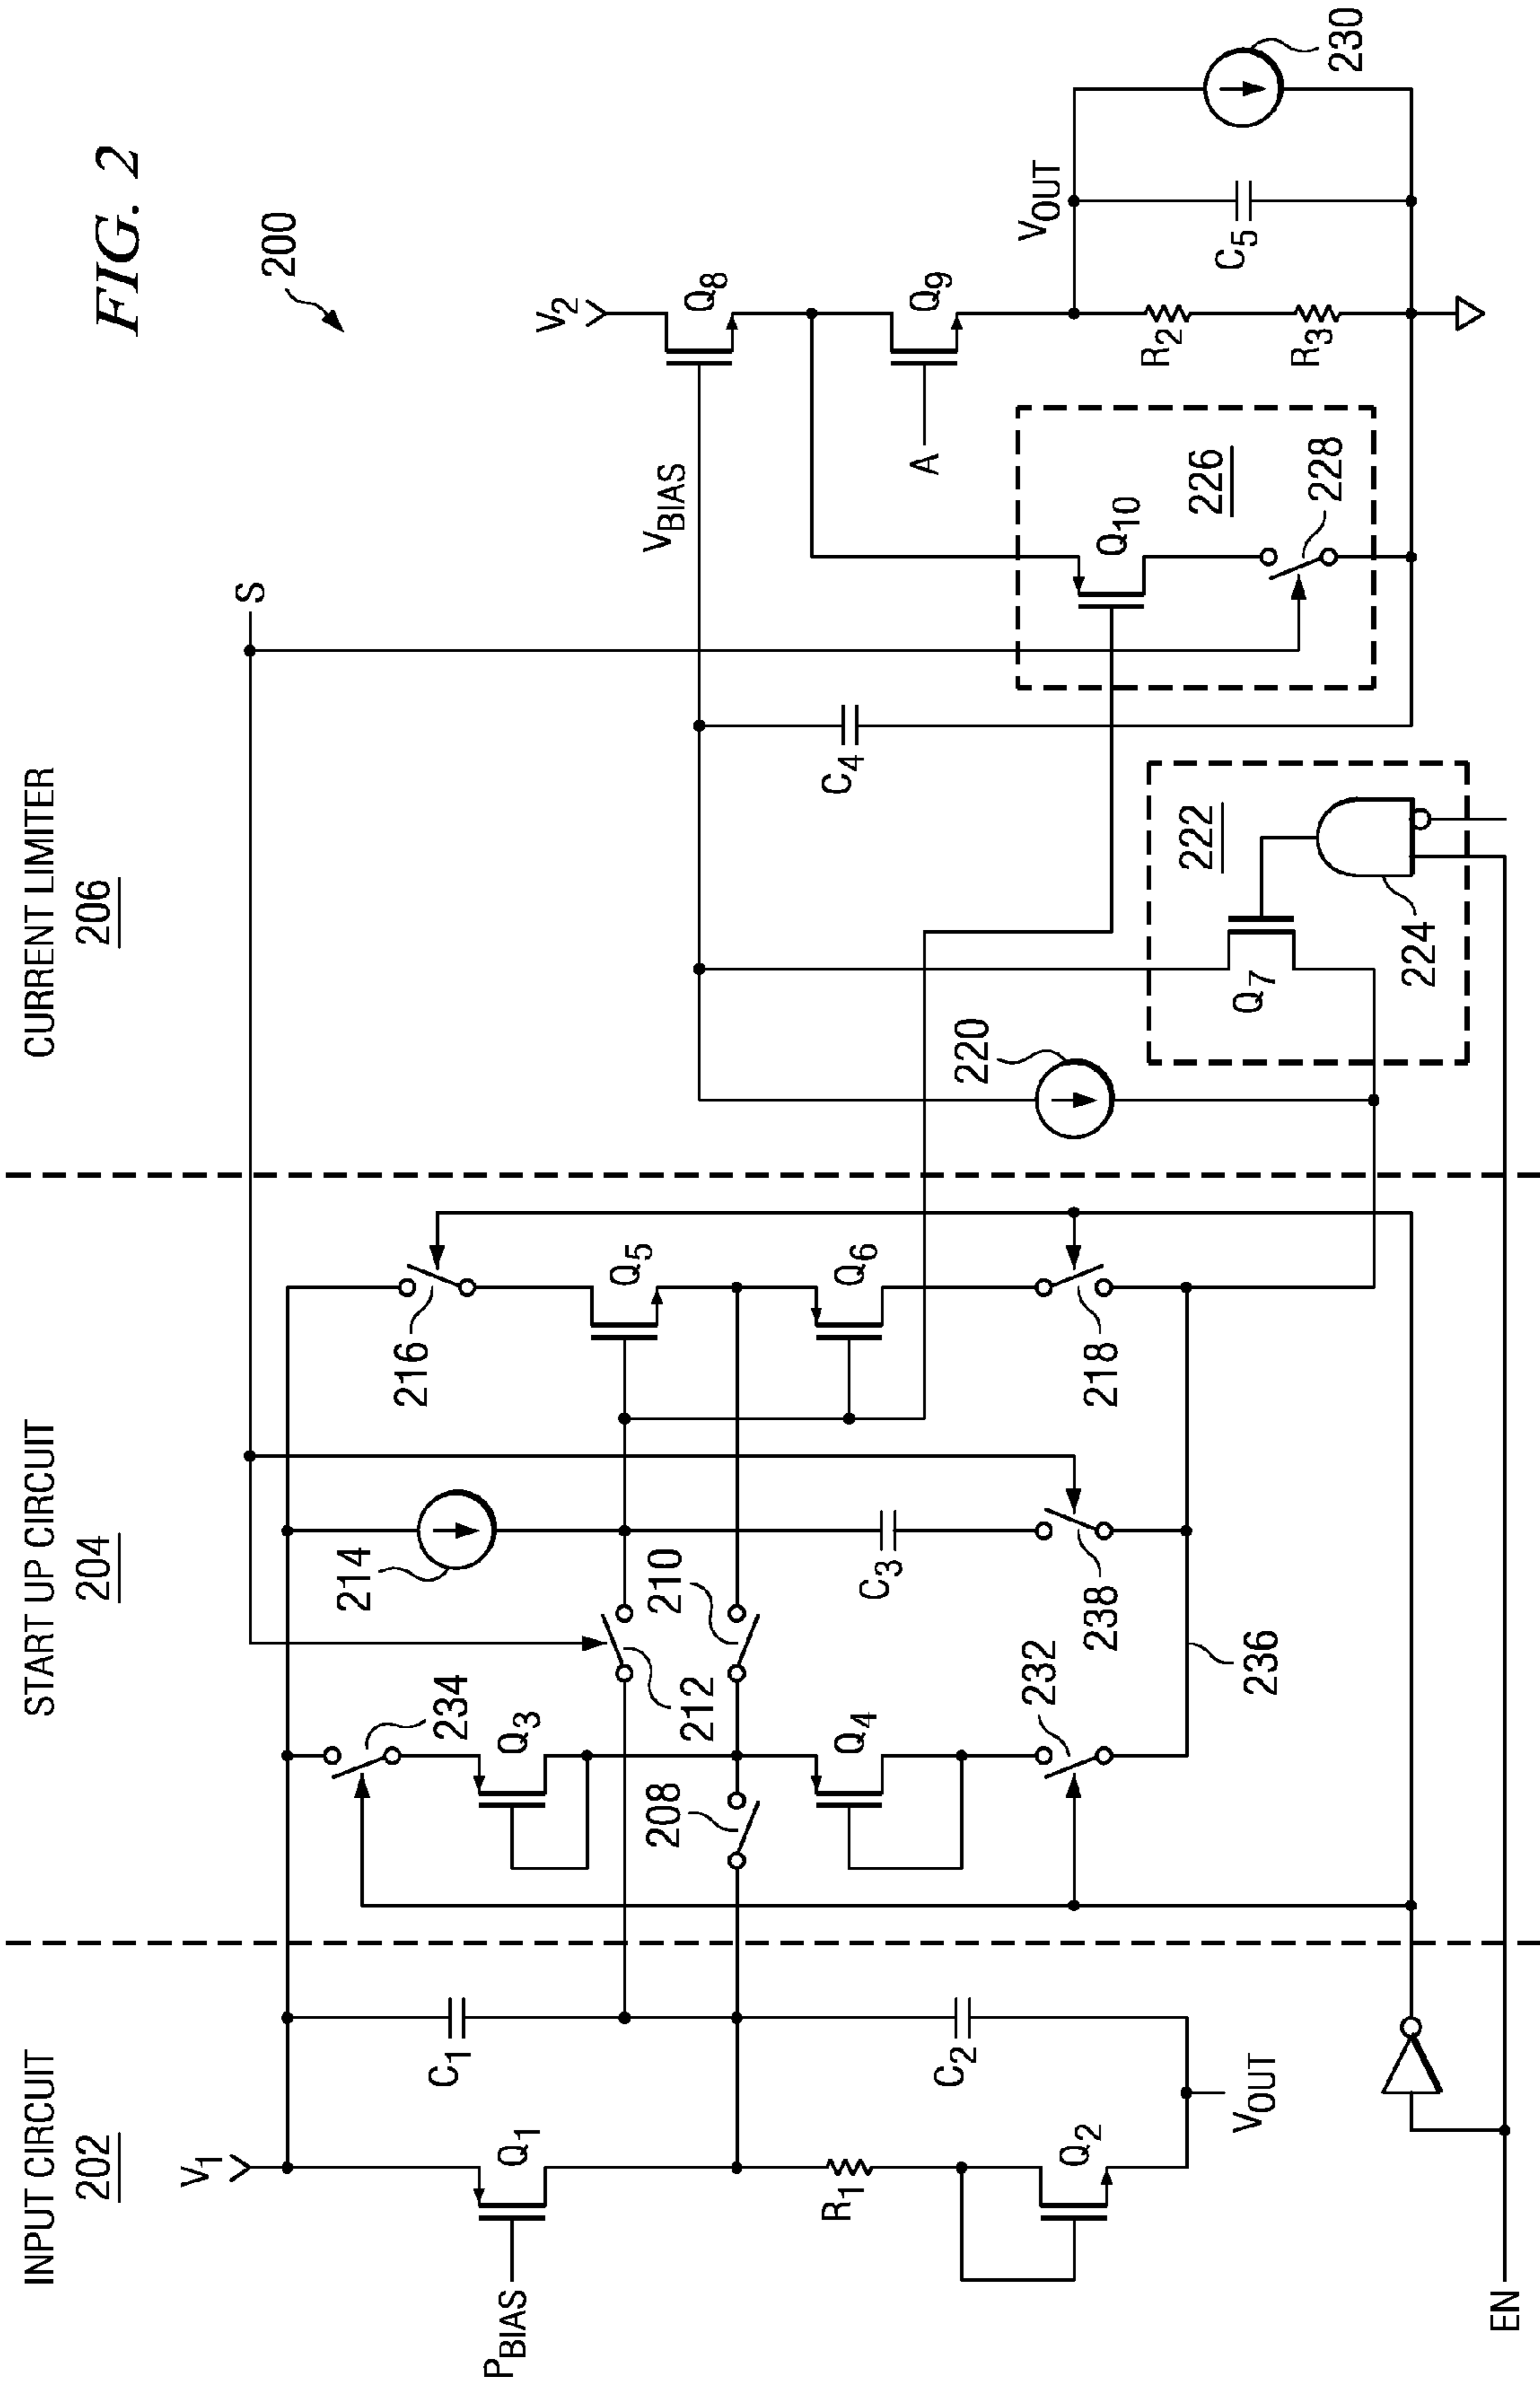 FIG. 2
200
INPUT CIRCUIT
202
START UP CIRCUIT
204
CURRENT LIMITER
206
V1
PBIAS
Q1
R1
Q2
C1
C2
VOUT
EN
234
Q3
208
Q4
232
212
210
214
C3
238
236
216
Q5
Q6
218
S
220
222
Q7
224
C4
VBIAS
V2
Q8
A
Q9
Q10
226
228
VOUT
R2
R3
C5
230